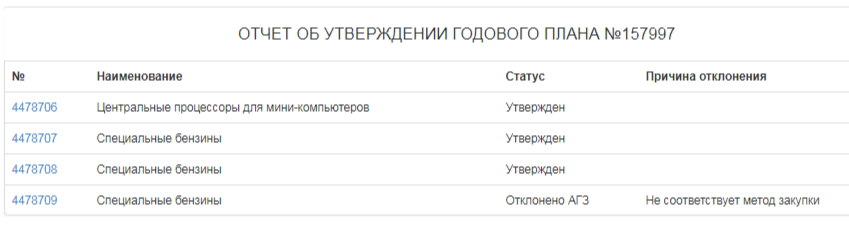 ОТЧЕТ ОБ УТВЕРЖДЕНИИ ГОДОВОГО ПЛАНА №157997
№ Наименование Статус Причина отклонения
4478706 Центральные процессоры для мини-компьютеров Утвержден
4478707 Специальные бензины Утвержден
4478708 Специальные бензины Утвержден
4478709 Специальные бензины Отклонено АГЗ Не соответствует метод закупки